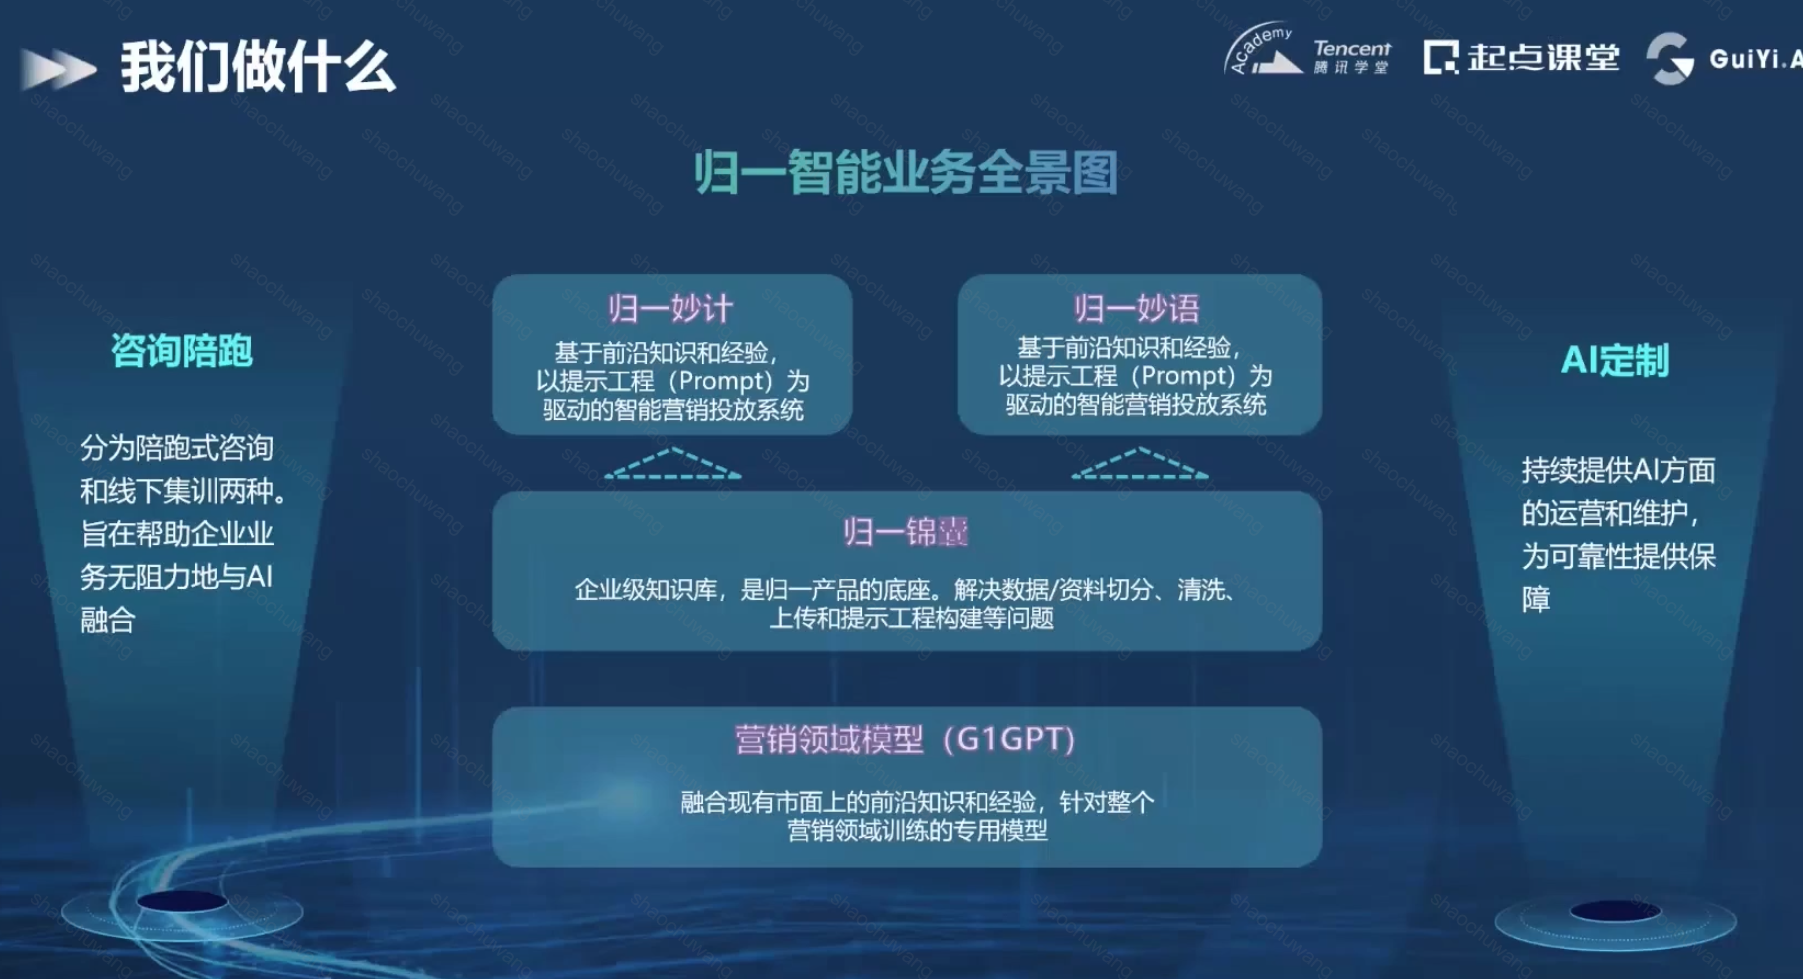 我们做什么
Academy
Tencent
腾讯学堂
起点课堂
GuiYi.A
归一智能业务全景图
咨询陪跑
分为陪跑式咨询
和线下集训两种。
旨在帮助企业业
务无阻力地与AI
融合
归一妙计
基于前沿知识和经验，
以提示工程（Prompt）为
驱动的智能营销投放系统
归一妙语
基于前沿知识和经验，
以提示工程（Prompt）为
驱动的智能营销投放系统
归一锦囊
企业级知识库，是归一产品的底座。解决数据/资料切分、清洗、
上传和提示工程构建等问题
营销领域模型（G1GPT）
融合现有市面上的前沿知识和经验，针对整个
营销领域训练的专用模型
AI定制
持续提供AI方面
的运营和维护，
为可靠性提供保
障
shaochuwang